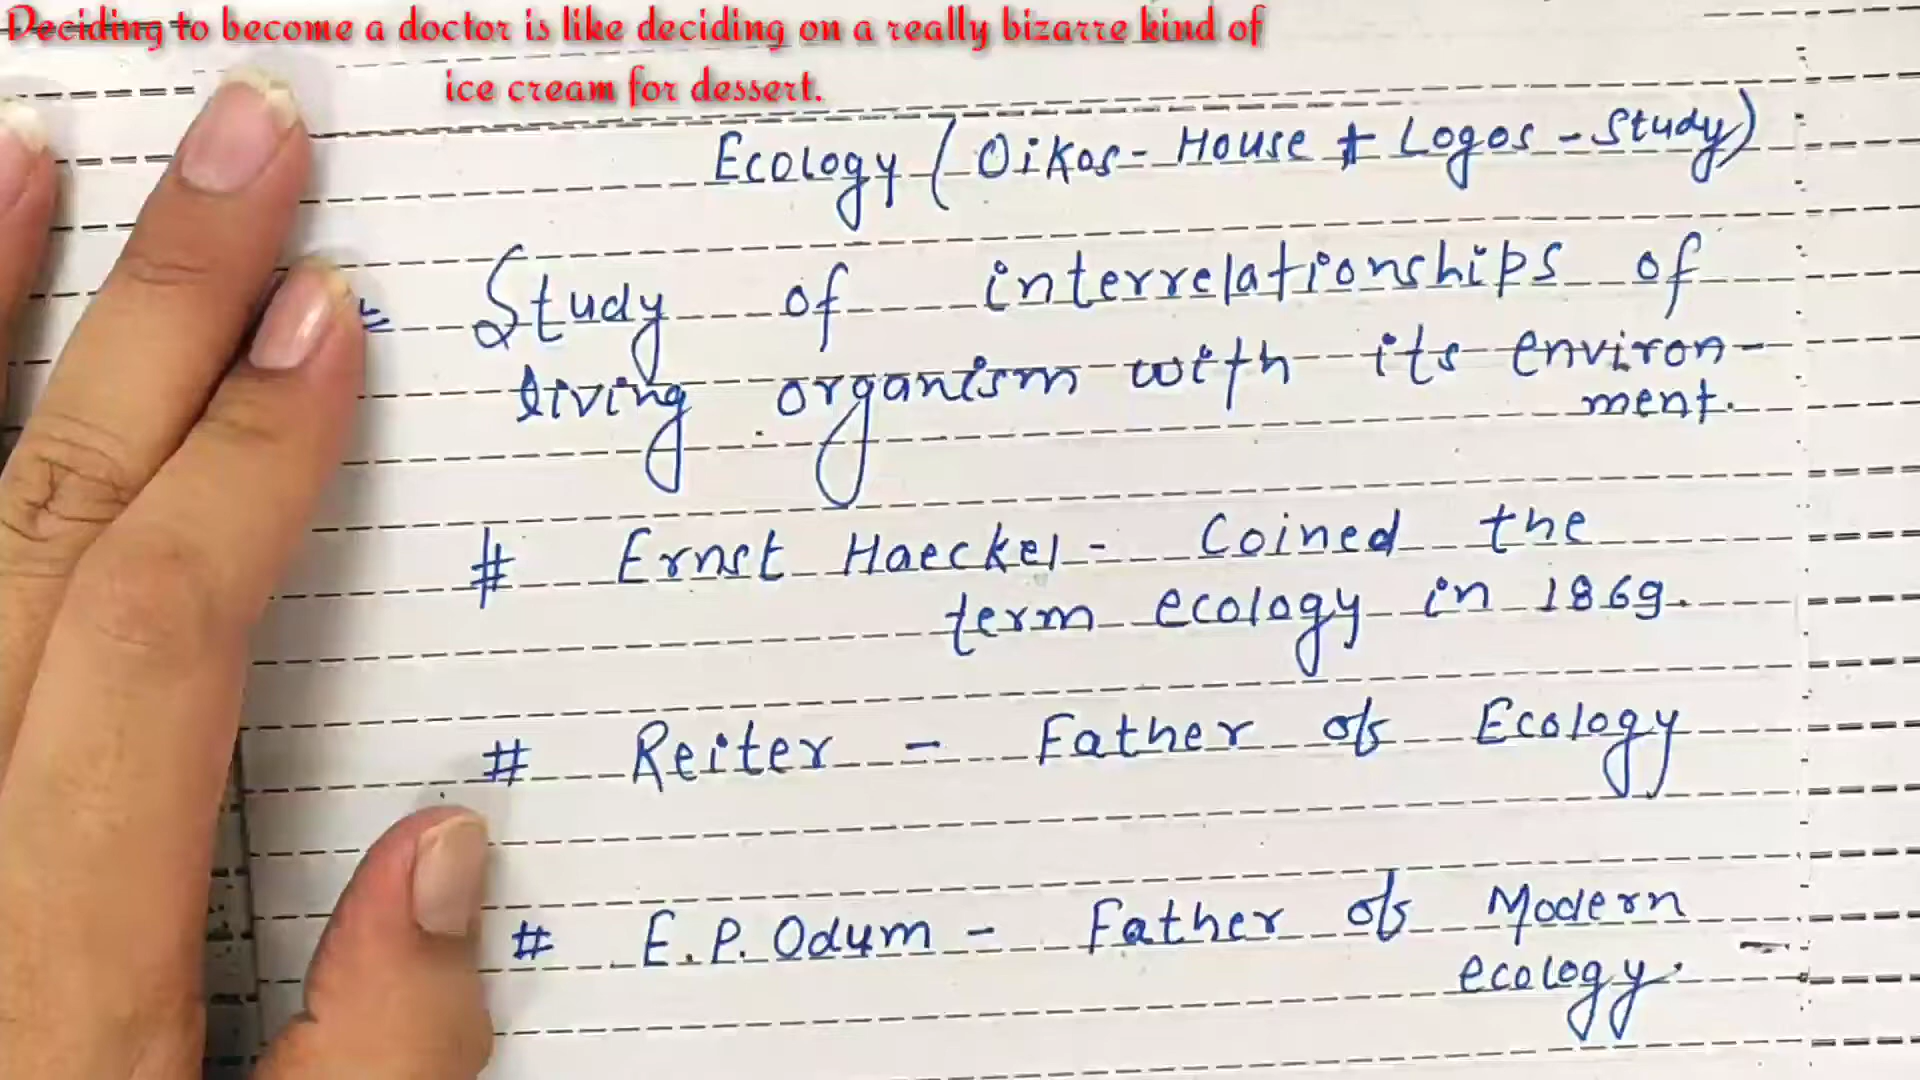 Deciding to become a doctor is like deciding on a really bizarre kind of
ice cream for dessert.
Ecology (Oikos - House + Logos - Study)
= Study of interrelationships of
living organism with its environ-
ment.
# Ernst Haeckel - Coined the
term ecology in 1869.
# Reiter - Father of Ecology
# E.P. Odum - Father of Modern
ecology.